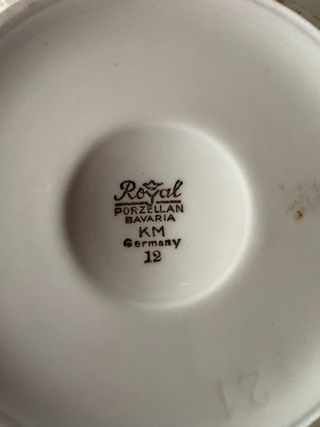 Royal
PORZELLAN
BAVARIA
KM
Germany
12